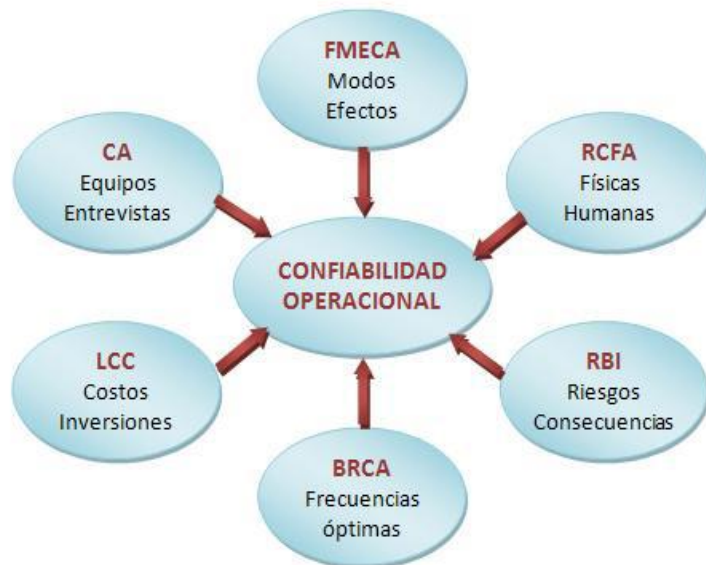 FMECA
Modos
Efectos
CA
Equipos
Entrevistas
RCFA
Físicas
Humanas
CONFIABILIDAD
OPERACIONAL
LCC
Costos
Inversiones
RBI
Riesgos
Consecuencias
BRCA
Frecuencias
óptimas